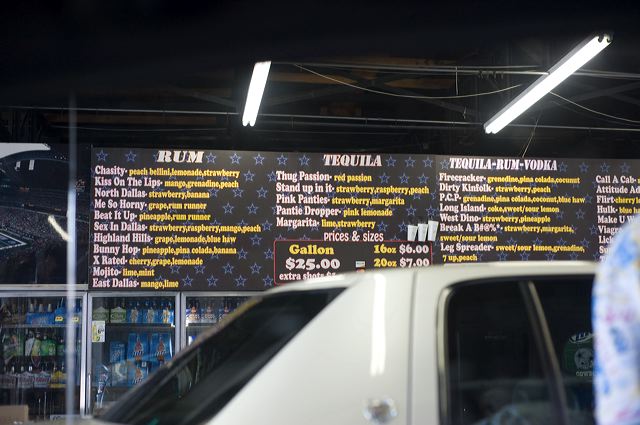 RUM
Chasity- peach bellini,lemonade,strawberry
Kiss On The Lips- mango,grenadine,peach
North Dallas- strawberry,banana
Me So Horny- grape,rum runner
Beat It Up- pineapple,rum runner
Sex In Dallas- strawberry,raspberry,mango,peach
Highland Hills- grape,lemonade,blue haw
Bunny Hop- pineapple,pina colada,banana
X Rated- cherry,grape,lemonade
Mojito- lime,mint
East Dallas- mango,lime
TEQUILA
Thug Passion- red passion
Stand up in it- strawberry,raspberry,peach
Pink Panties- strawberry,margarita
Pantie Dropper- pink lemonade
Margarita- lime,strawberry
prices & sizes
Gallon
$25.00
extra shots
16oz $6.00
20oz $7.00
TEQUILA-RUM-VODKA
Firecracker- grenedine,pina colada,coconut
Dirty Kinfolk- strawberry,peach
P.C.P- grenadine,pina colada,coconut,blue haw
Long Island- coke,sweet/sour lemon
West Dino- strawberry,pineapple
Break A B#@%*- strawberry,margarita,
sweet/sour lemon
Leg Spreader- sweet/sour lemon,grenadine,
7 up,peach
Call A Cab-
Attitude
Flirt- cherry
Hulk- blue
Make U